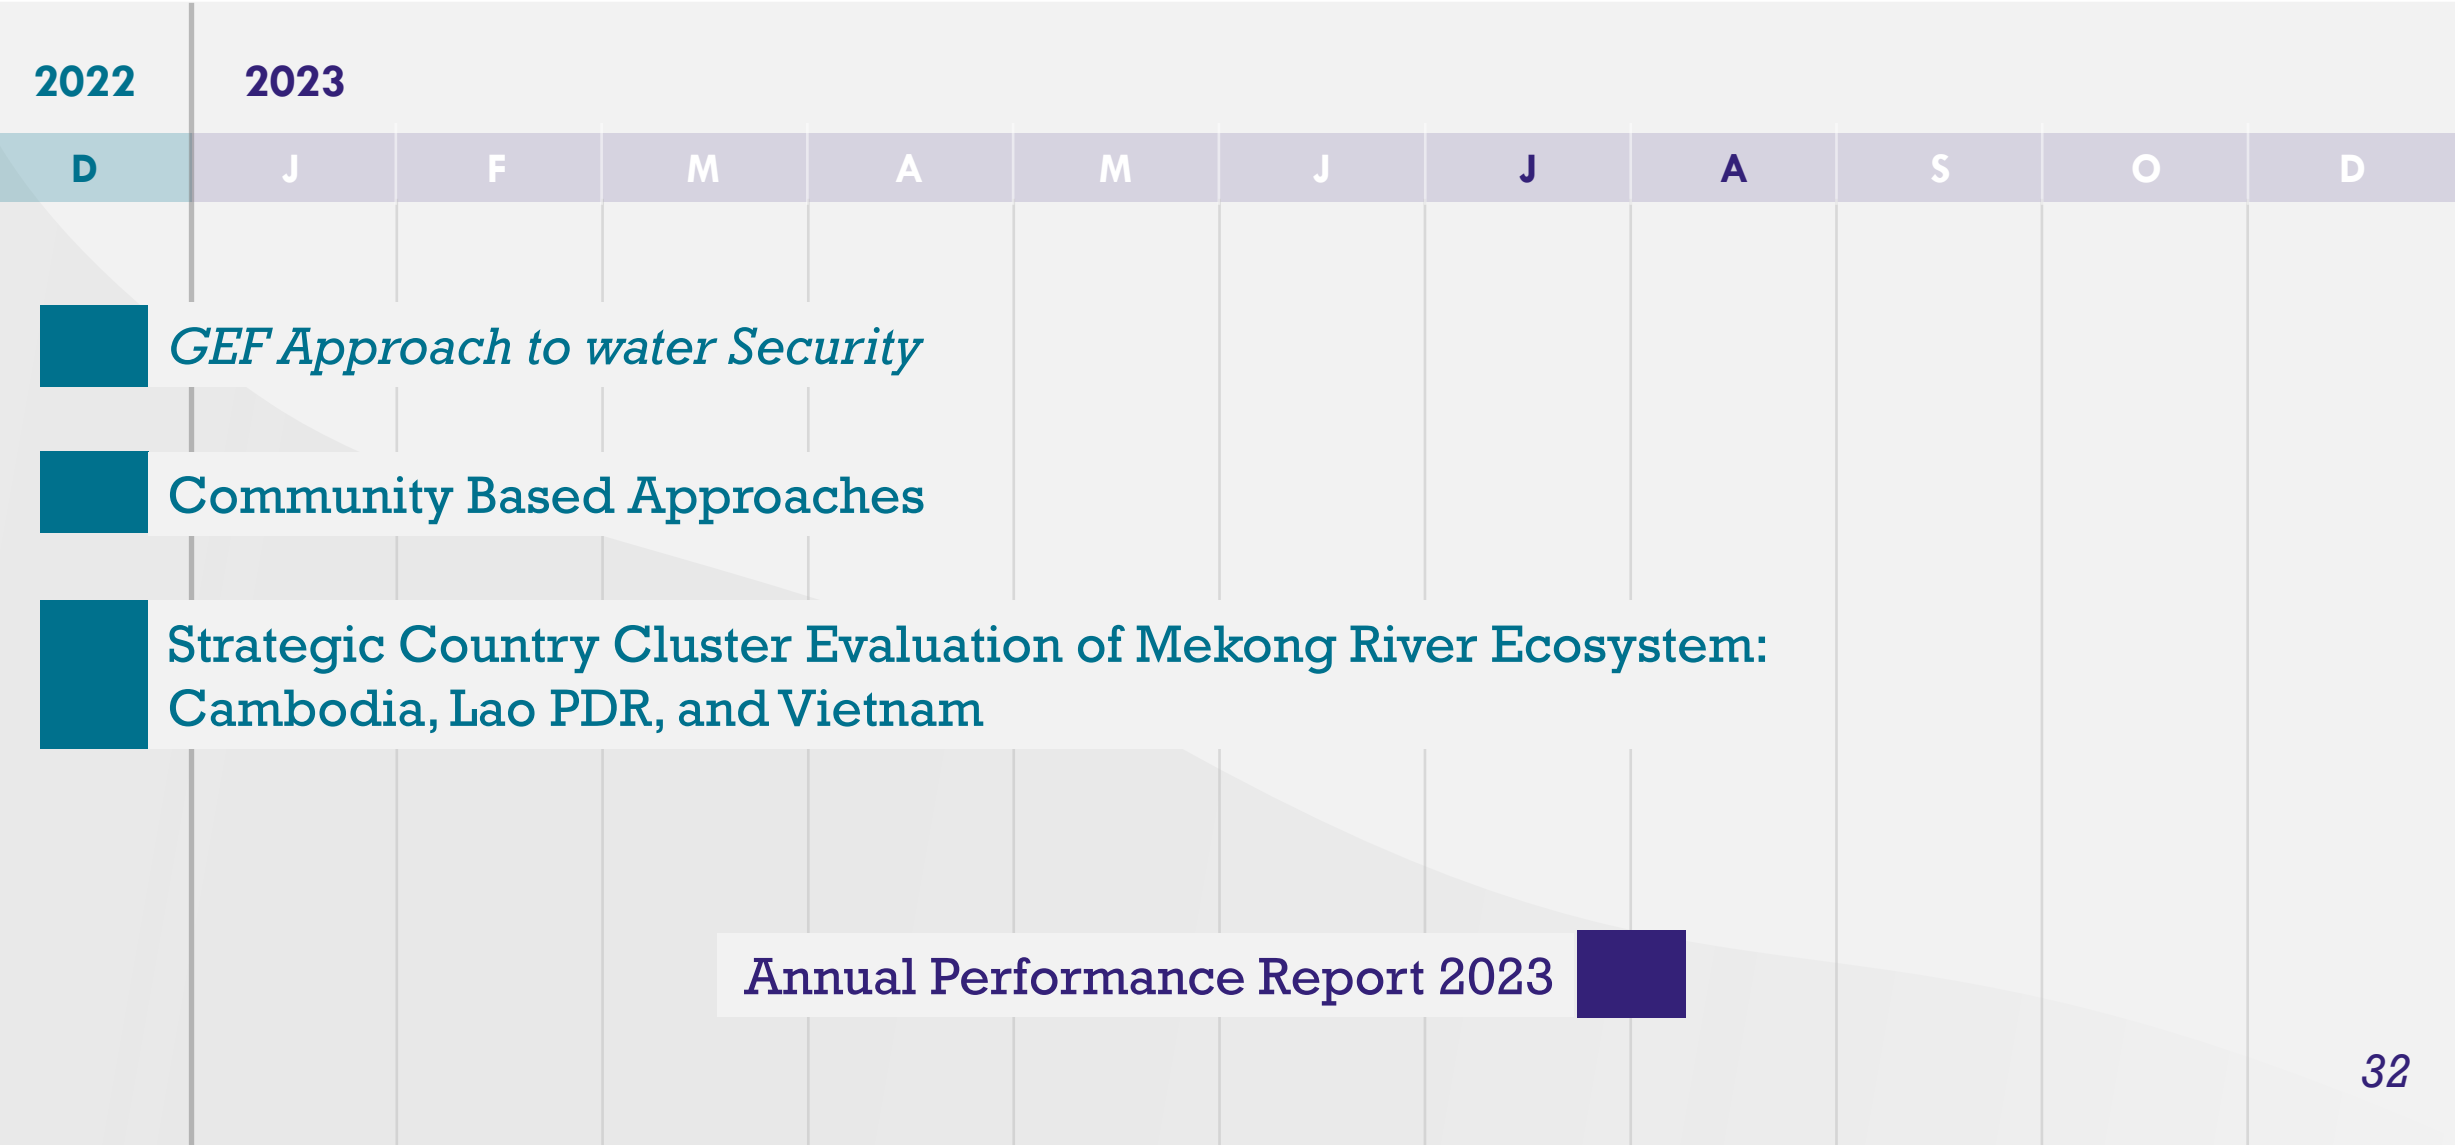 2022 2023
D J F M A M J J A S O D
GEF Approach to water Security
Community Based Approaches
Strategic Country Cluster Evaluation of Mekong River Ecosystem:
Cambodia, Lao PDR, and Vietnam
Annual Performance Report 2023
32